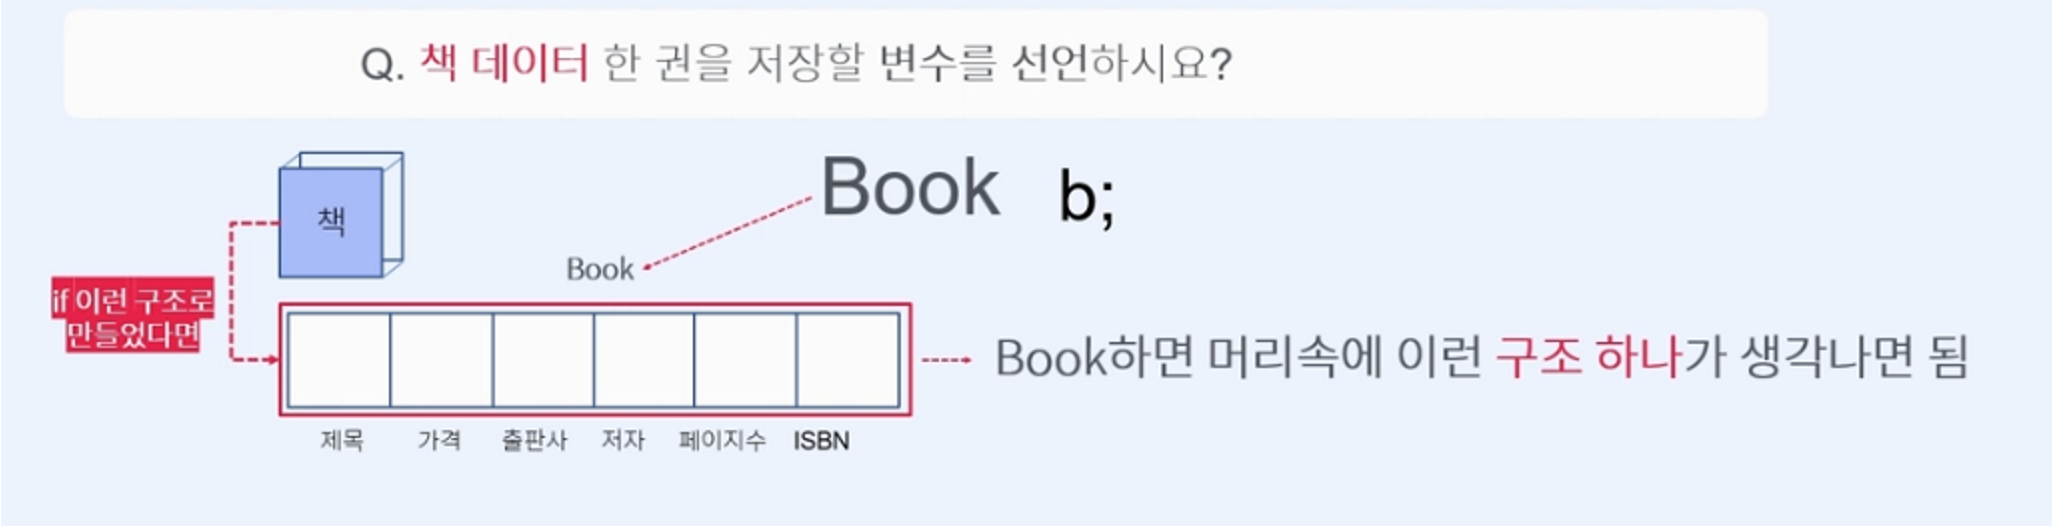 Q. 책 데이터 한 권을 저장할 변수를 선언하시요?
책
Book b;
Book
if 이런 구조로
만들었다면
Book하면 머리속에 이런 구조 하나가 생각나면 됨
제목 가격 출판사 저자 페이지수 ISBN